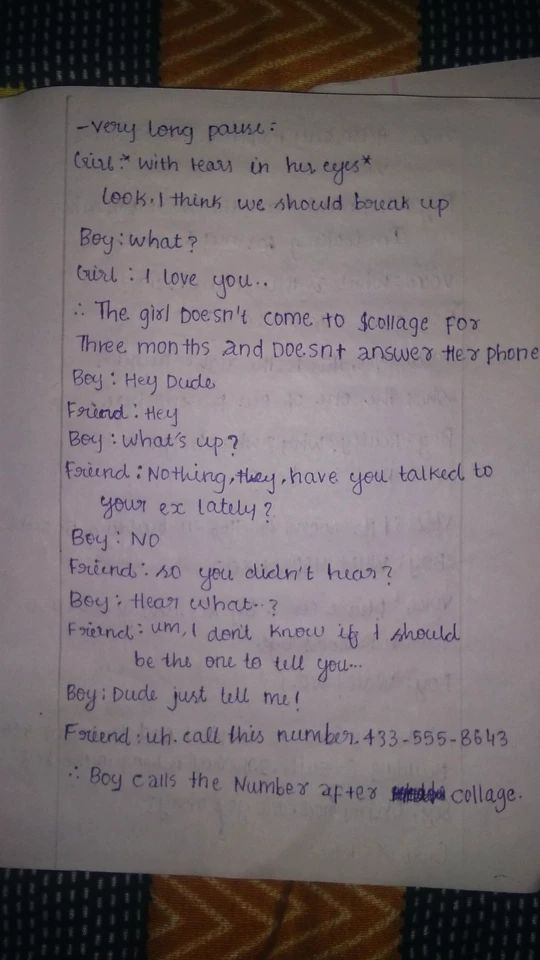 -very long pause:
Girl:* with tears in her eyes*
Look, I think we should break up
Boy: what?
Girl: I love you..
∴ The girl Doesn't come to $collage For
Three months and Doesn't answer Her phone
Boy: Hey Dude
Friend: Hey
Boy: what's up?
Friend: Nothing, hey, have you talked to
your ex lately?
Boy: NO
Friend: so you didn't hear?
Boy: Hear what..?
Friend: um, I don't know if I should
be the one to tell you...
Boy: Dude just tell me!
Friend: uh. call this number. 433-555-8643
∴ Boy calls the Number after collage.